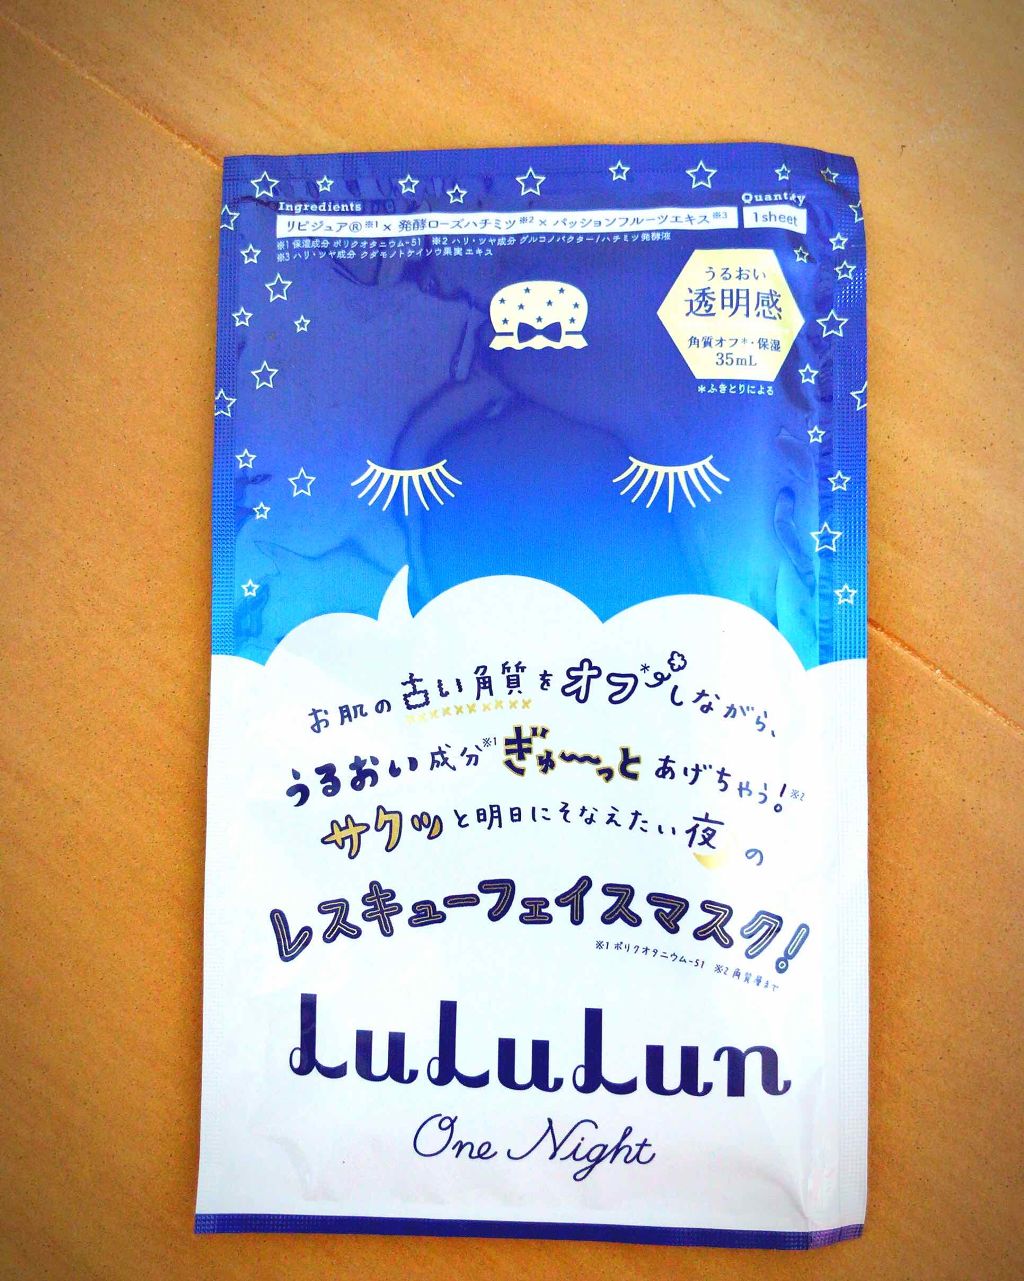 Ingredients
Quantity
リピジュア®※1× 発酵ローズハチミツ※2× パッションフルーツエキス※3
1sheet
※1 保湿成分 ポリクオタニウム-51 ※2 ハリ・ツヤ成分 グルコノバクター/ハチミツ発酵液
※3 ハリ・ツヤ成分 クダモノトケイソウ果実エキス
うるおい
透明感
角質オフ*・保湿
35mL
*ふきとりによる
お肌の古い角質をオフ*しながら、
うるおい成分※1ぎゅ〜っとあげちゃう!※2
サクッと明日にそなえたい夜の
レスキューフェイスマスク!
※1 ポリクオタニウム-51 ※2 角質層まで
LuLuLun
One Night